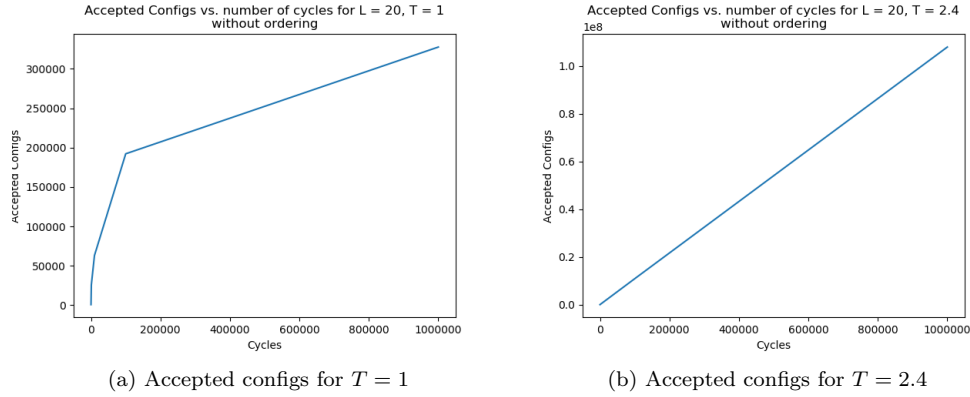 Accepted Configs vs. number of cycles for L = 20, T = 1
without ordering
300000
250000
200000
150000
100000
50000
0
Accepted Configs
0
200000
400000
600000
800000
1000000
Cycles
(a) Accepted configs for T = 1
Accepted Configs vs. number of cycles for L = 20, T = 2.4
without ordering
1e8
1.0
0.8
0.6
0.4
0.2
0.0
Accepted Configs
0
200000
400000
600000
800000
1000000
Cycles
(b) Accepted configs for T = 2.4